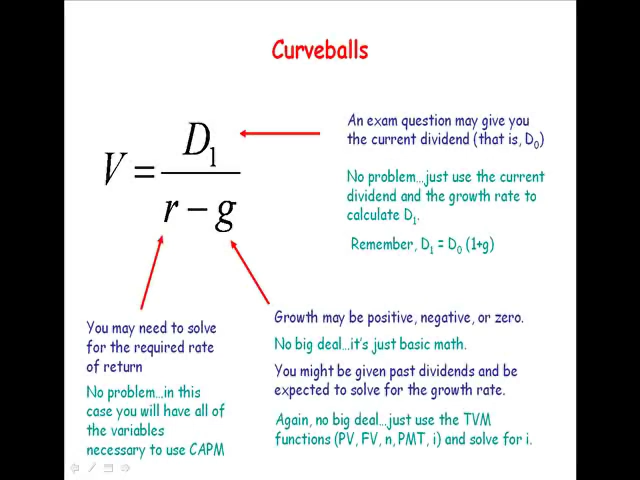 Curveballs
V = D1 / r − g
An exam question may give you
the current dividend (that is, D0)
No problem...just use the current
dividend and the growth rate to
calculate D1.
Remember, D1 = D0 (1+g)
You may need to solve
for the required rate
of return
No problem...in this
case you will have all of
the variables
necessary to use CAPM
Growth may be positive, negative, or zero.
No big deal...it's just basic math.
You might be given past dividends and be
expected to solve for the growth rate.
Again, no big deal...just use the TVM
functions (PV, FV, n, PMT, i) and solve for i.